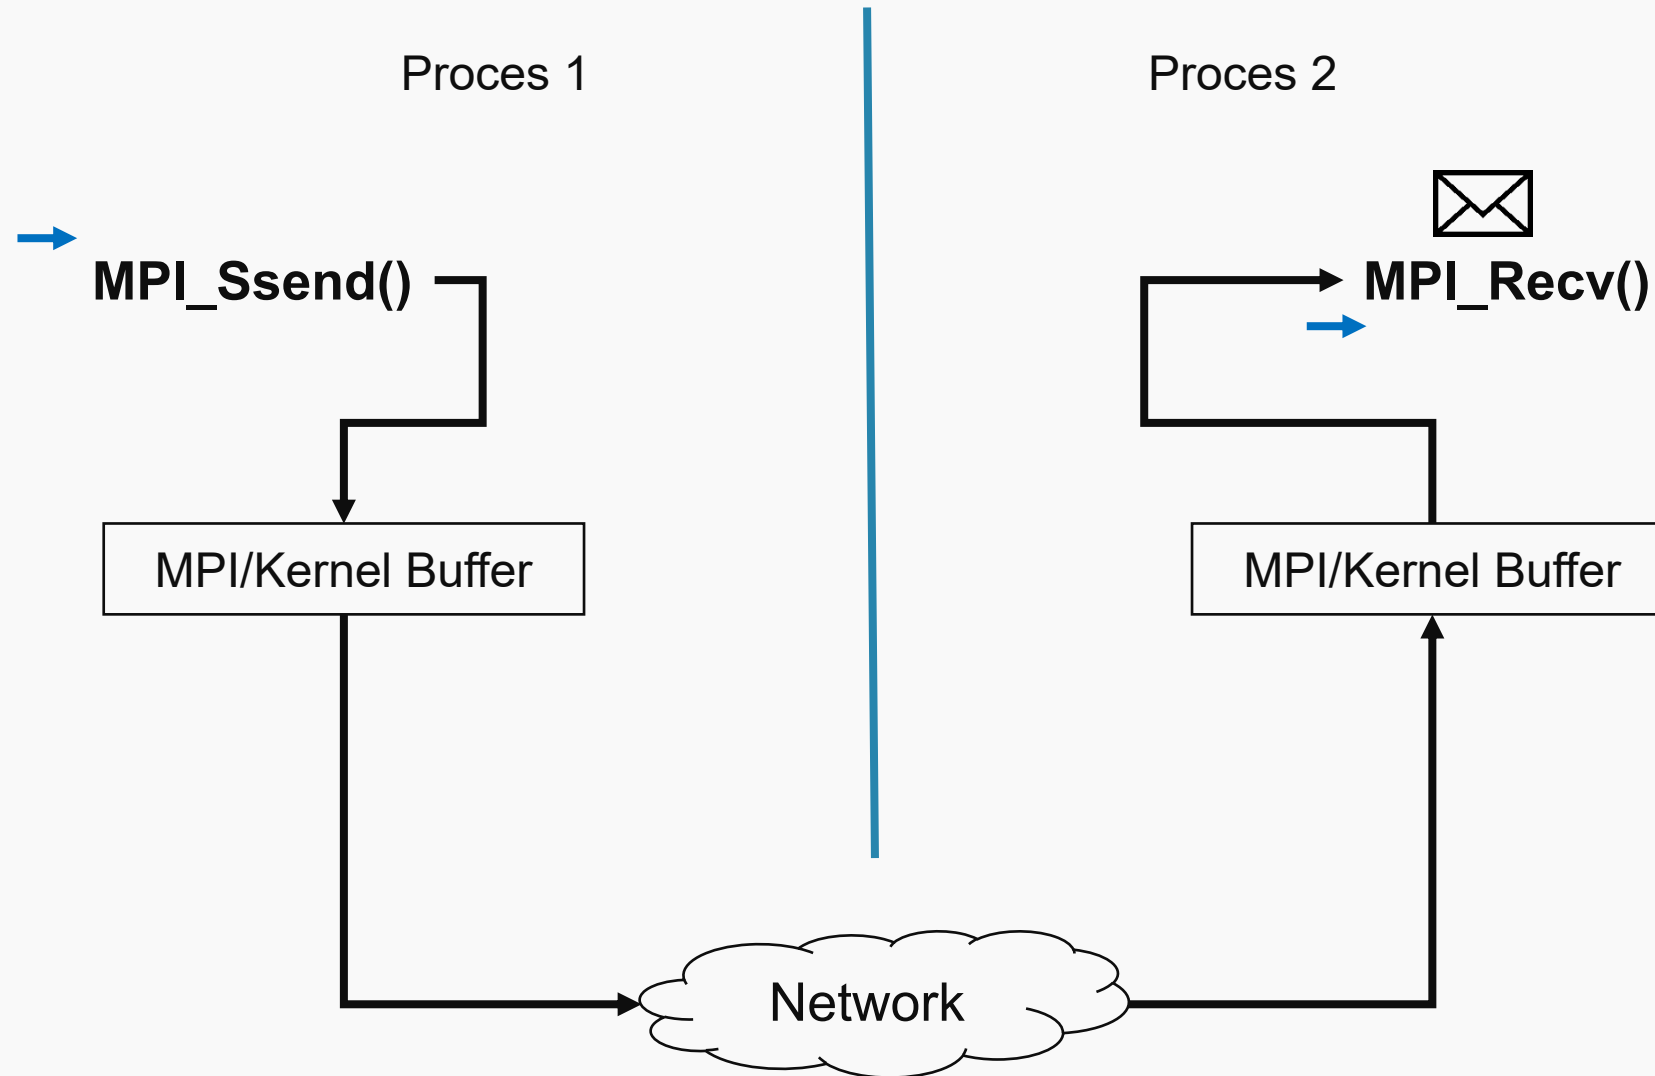 Proces 1
Proces 2
MPI_Ssend()
MPI_Recv()
MPI/Kernel Buffer
MPI/Kernel Buffer
Network